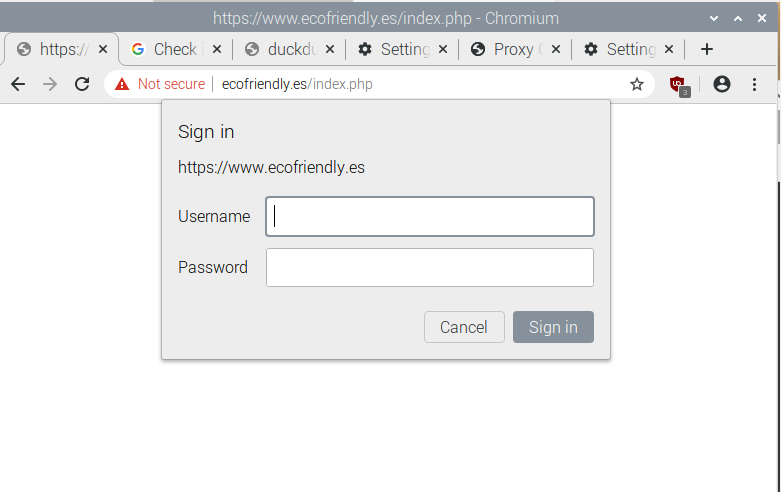 https://www.ecofriendly.es/index.php - Chromium
https:// Check i duckdu Setting Proxy Setting
Not secure ecofriendly.es/index.php 3
Sign in
https://www.ecofriendly.es
Username
Password
Cancel Sign in